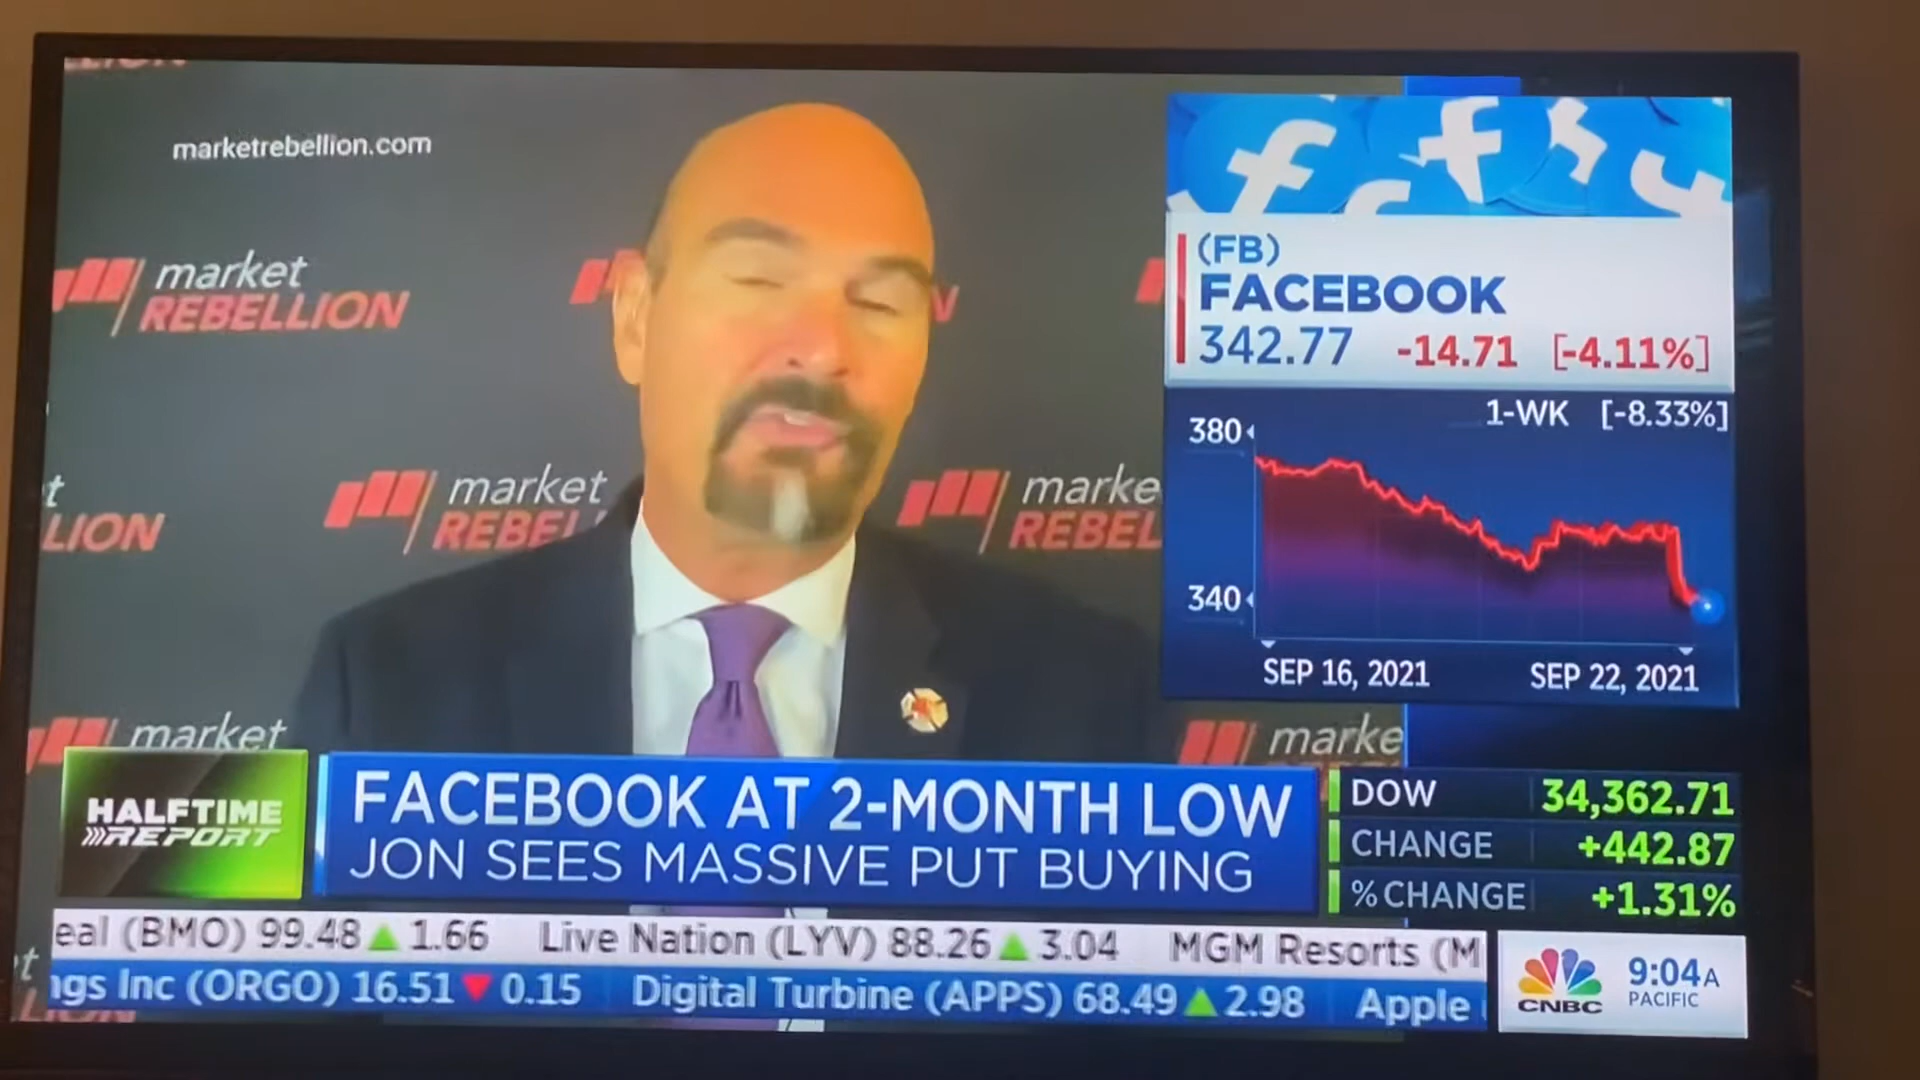 marketrebellion.com
market
REBELLION
t
LION
market
REBEL
marke
REBEL
market
marke
(FB)
FACEBOOK
342.77 -14.71 [-4.11%]
1-WK [-8.33%]
380
340
SEP 16, 2021 SEP 22, 2021
HALFTIME
REPORT
FACEBOOK AT 2-MONTH LOW
JON SEES MASSIVE PUT BUYING
DOW 34,362.71
CHANGE +442.87
% CHANGE +1.31%
eal (BMO) 99.48 ▲ 1.66 Live Nation (LYV) 88.26 ▲ 3.04 MGM Resorts (M
ngs Inc (ORGO) 16.51 ▼ 0.15 Digital Turbine (APPS) 68.49 ▲ 2.98 Apple
CNBC
9:04A
PACIFIC